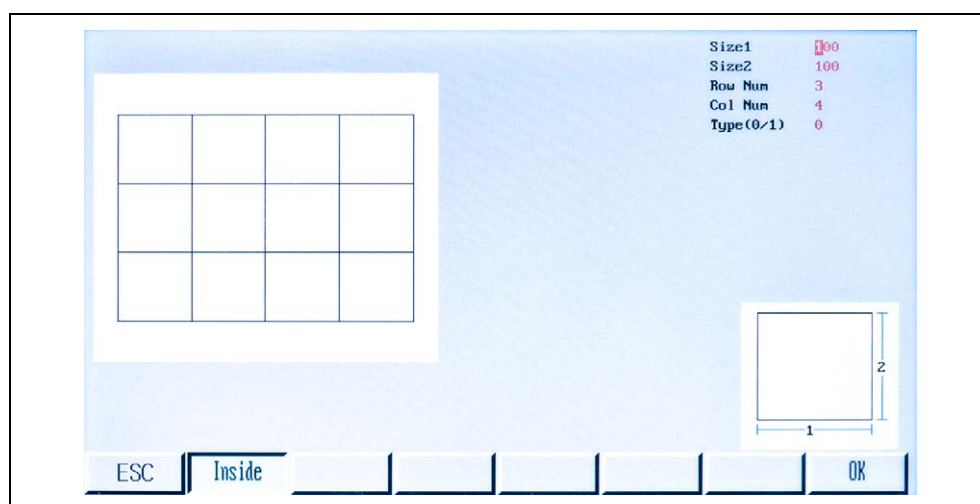 Size1 100
Size2 100
Row Num 3
Col Num 4
Type(0/1) 0
2
1
ESC Inside OK